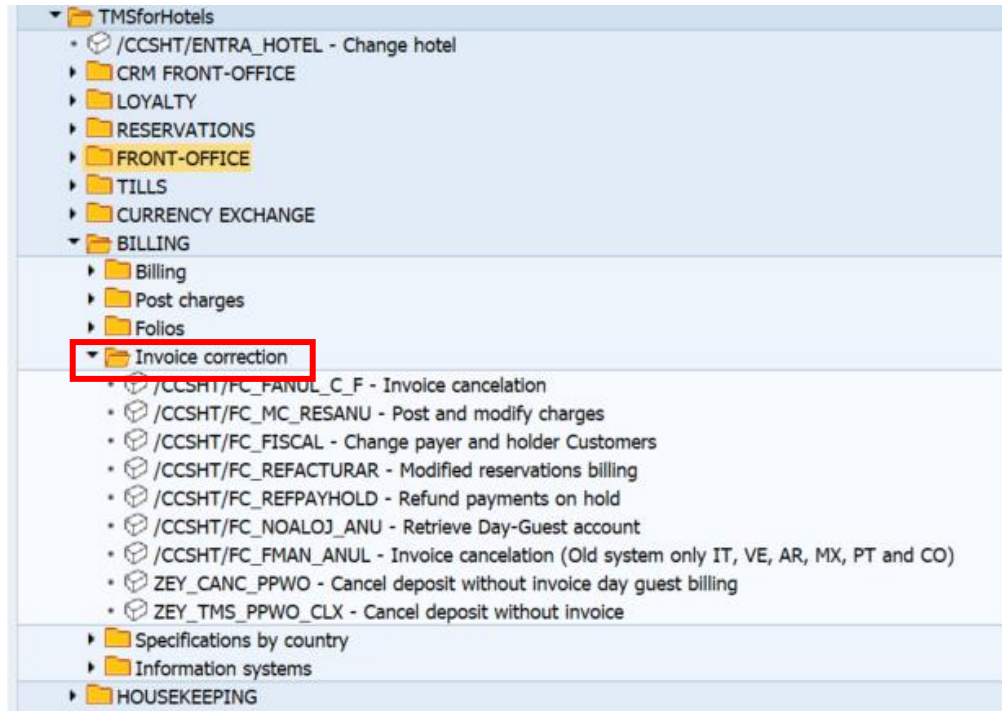 TMSforHotels
/CCSHT/ENTRA_HOTEL - Change hotel
CRM FRONT-OFFICE
LOYALTY
RESERVATIONS
FRONT-OFFICE
TILLS
CURRENCY EXCHANGE
BILLING
Billing
Post charges
Folios
Invoice correction
/CCSHT/FC_FANUL_C_F - Invoice cancelation
/CCSHT/FC_MC_RESANU - Post and modify charges
/CCSHT/FC_FISCAL - Change payer and holder Customers
/CCSHT/FC_REFACTURAR - Modified reservations billing
/CCSHT/FC_REFPAYHOLD - Refund payments on hold
/CCSHT/FC_NOALOJ_ANU - Retrieve Day-Guest account
/CCSHT/FC_FMAN_ANUL - Invoice cancelation (Old system only IT, VE, AR, MX, PT and CO)
ZEY_CANC_PPWO - Cancel deposit without invoice day guest billing
ZEY_TMS_PPWO_CLX - Cancel deposit without invoice
Specifications by country
Information systems
HOUSEKEEPING